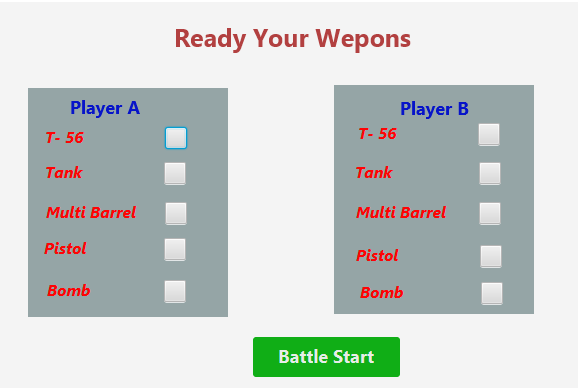 Ready Your Wepons
Player A
T- 56
Tank
Multi Barrel
Pistol
Bomb
Player B
T- 56
Tank
Multi Barrel
Pistol
Bomb
Battle Start